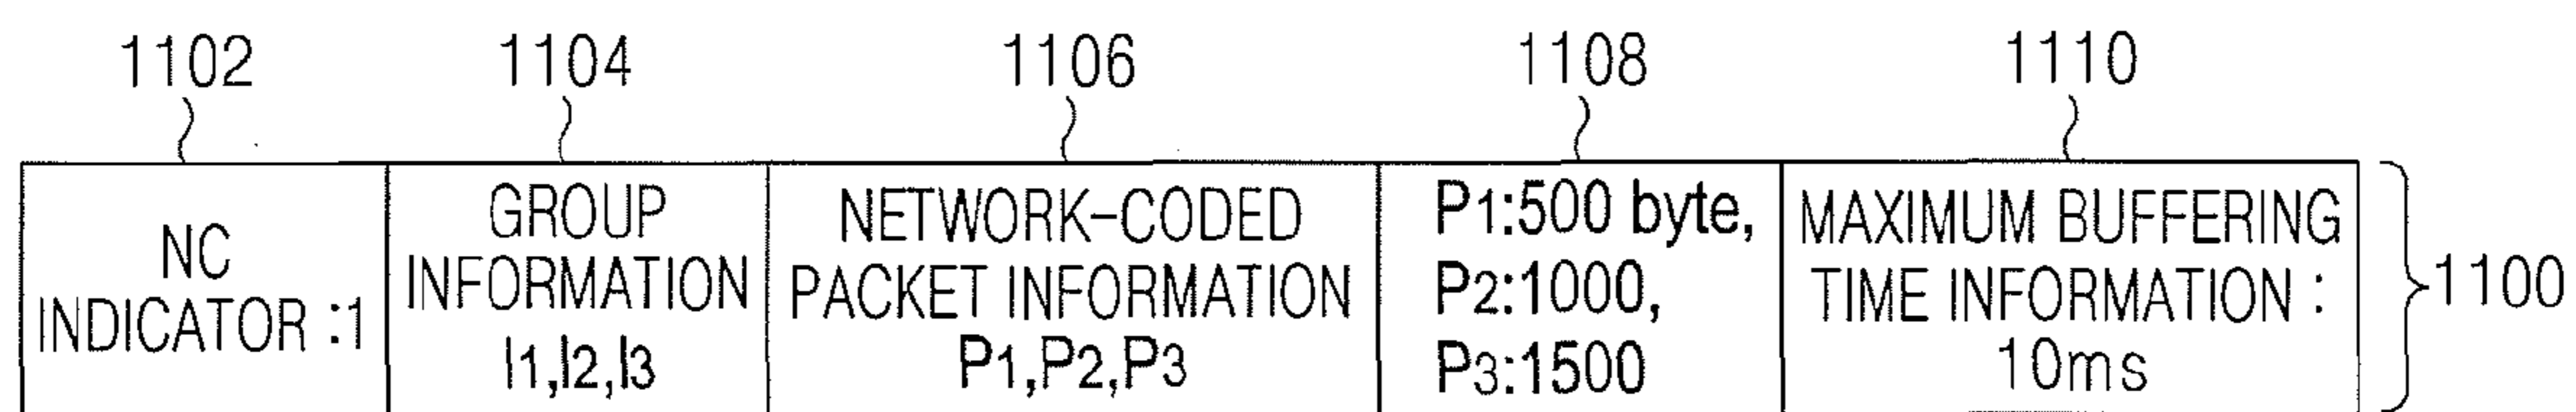 1102 1104 1106 1108 1110
NC
INDICATOR :1
GROUP
INFORMATION
I1,I2,I3
NETWORK-CODED
PACKET INFORMATION
P1,P2,P3
P1:500 byte,
P2:1000,
P3:1500
MAXIMUM BUFFERING
TIME INFORMATION :
10ms
1100